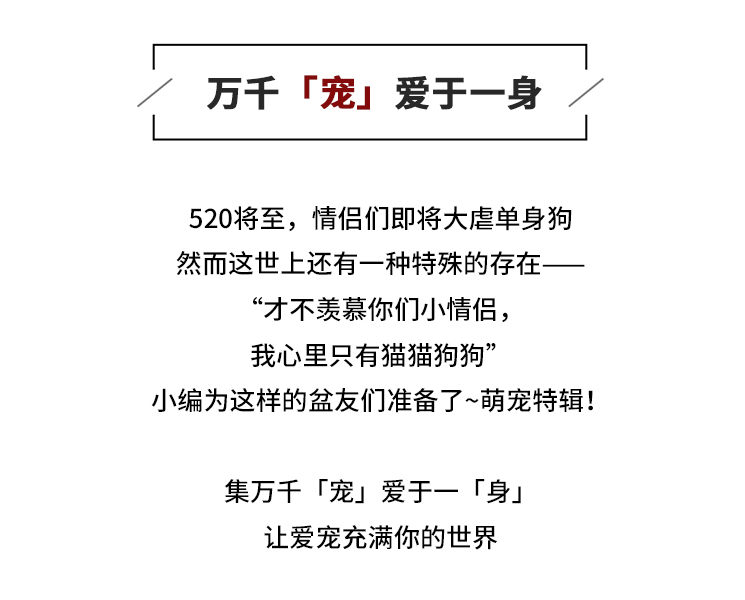 万千「宠」爱于一身
520将至，情侣们即将大虐单身狗
然而这世上还有一种特殊的存在——
“才不羡慕你们小情侣，
我心里只有猫猫狗狗”
小编为这样的盆友们准备了~萌宠特辑！
集万千「宠」爱于一「身」
让爱宠充满你的世界